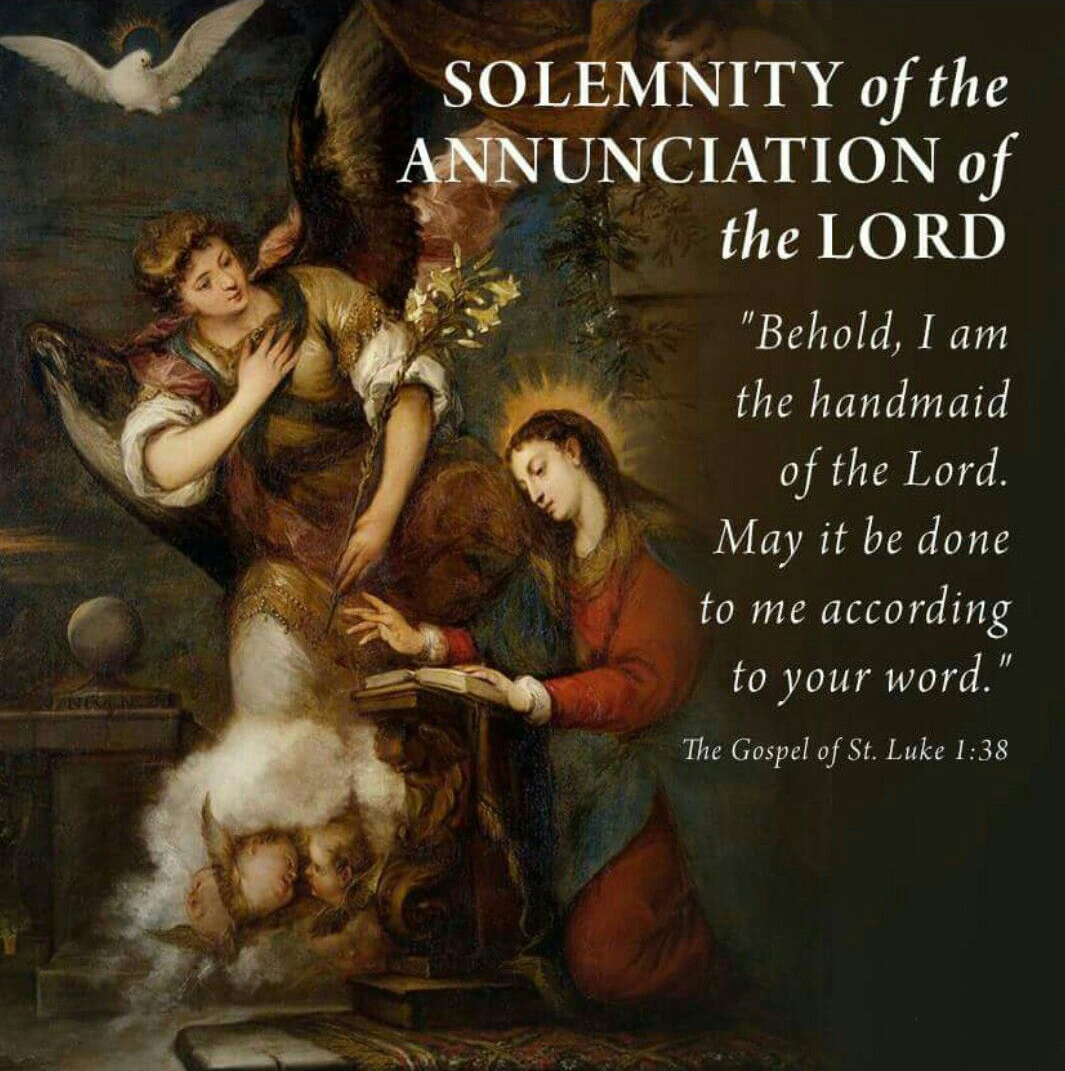 SOLEMNITY of the
ANNUNCIATION of
the LORD
"Behold, I am
the handmaid
of the Lord.
May it be done
to me according
to your word."
The Gospel of St. Luke 1:38